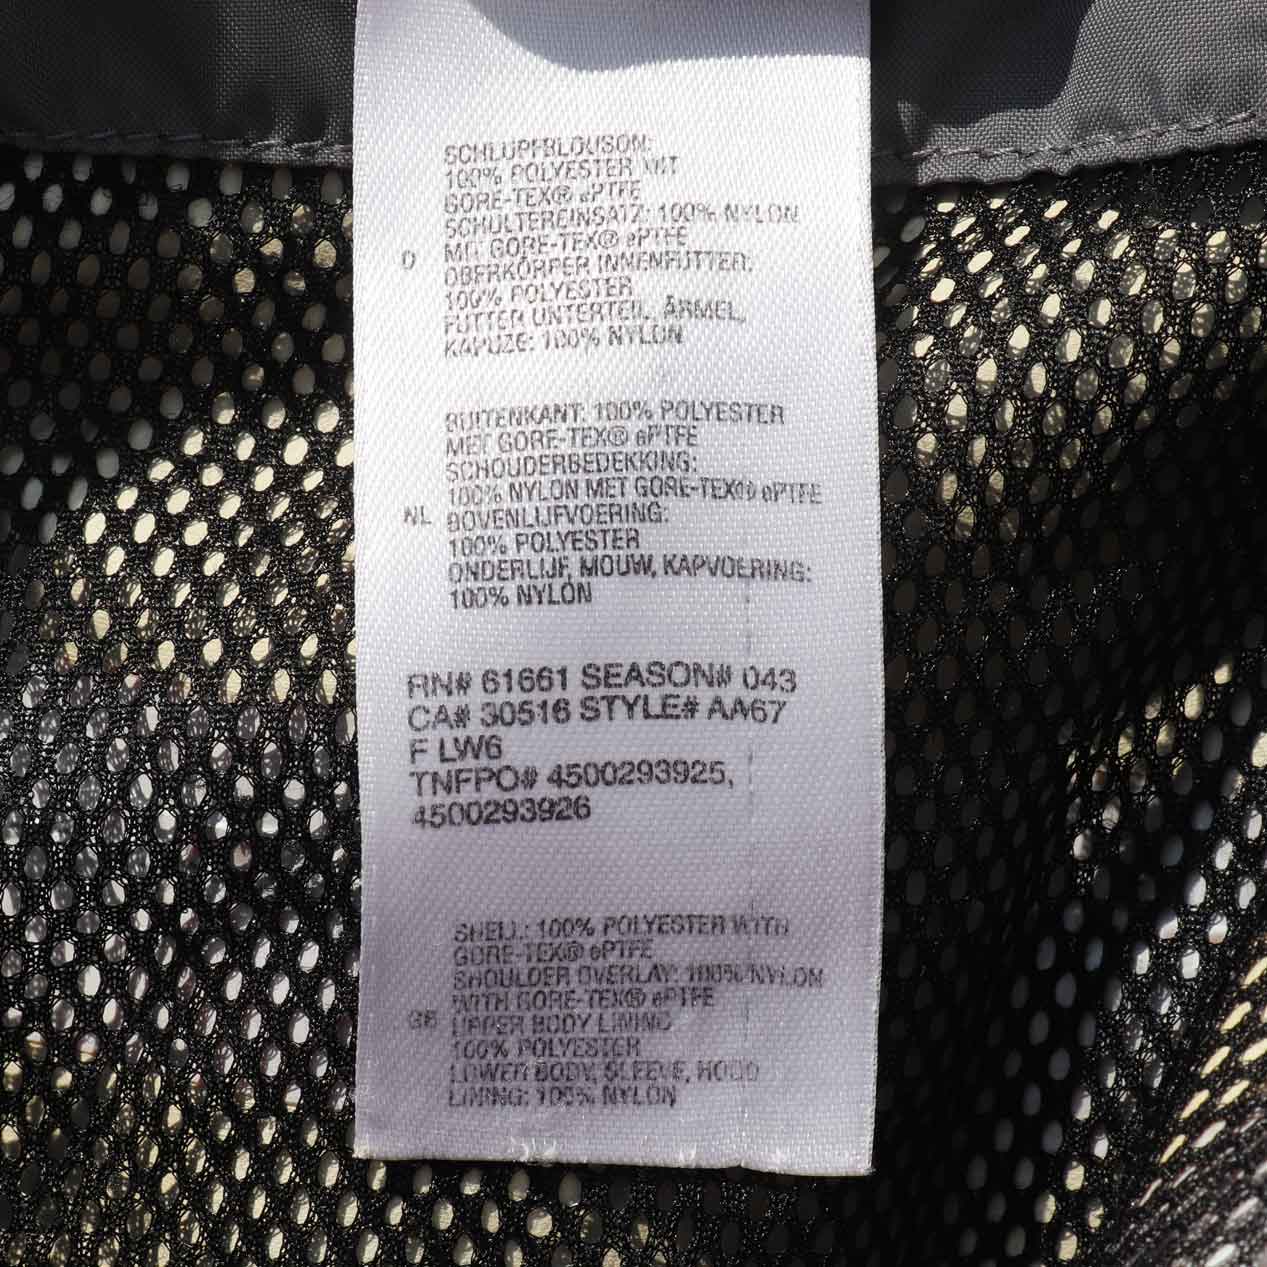 SCHLUPFBLOUSON:
100% POLYESTER MIT
GORE-TEX® ePTFE
SCHULTEREINSATZ: 100% NYLON
MIT GORE-TEX® ePTFE
D
OBERKÖRPER INNENFUTTER:
100% POLYESTER
FUTTER UNTERTEIL, ÄRMEL,
KAPUZE: 100% NYLON
BUITENKANT: 100% POLYESTER
MET GORE-TEX® ePTFE
SCHOUDERBEDEKKING:
100% NYLON MET GORE-TEX® ePTFE
NL BOVENLIJFVOERING:
100% POLYESTER
ONDERLIJF, MOUW, KAPVOERING:
100% NYLON
RN# 61661 SEASON# 043
CA# 30516 STYLE# AA67
F LW6
TNFPO# 4500293925,
4500293926
SHELL: 100% POLYESTER WITH
GORE-TEX® ePTFE
SHOULDER OVERLAY: 100% NYLON
WITH GORE-TEX® ePTFE
GB UPPER BODY LINING
100% POLYESTER
LOWER BODY, SLEEVE, HOOD
LINING: 100% NYLON